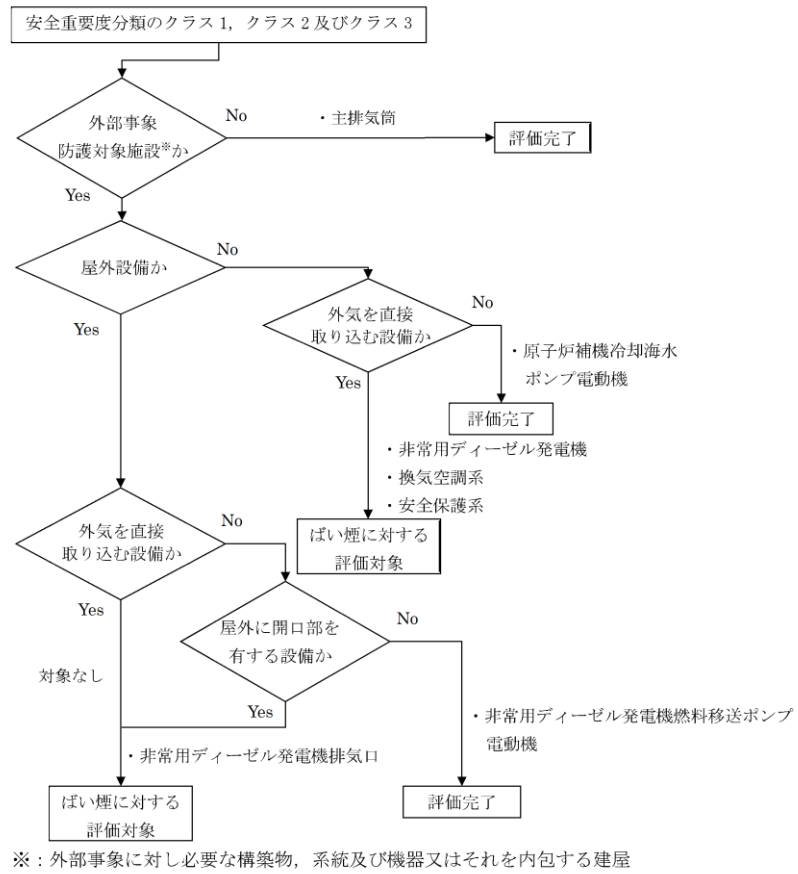 安全重要度分類のクラス1，クラス2及びクラス3
外部事象
防護対象施設※か
No
・主排気筒
評価完了
Yes
屋外設備か
No
Yes
外気を直接
取り込む設備か
No
・原子炉補機冷却海水
ポンプ電動機
評価完了
Yes
・非常用ディーゼル発電機
・換気空調系
・安全保護系
ばい煙に対する
評価対象
外気を直接
取り込む設備か
No
Yes
対象なし
屋外に開口部を
有する設備か
No
Yes
・非常用ディーゼル発電機燃料移送ポンプ
電動機
・非常用ディーゼル発電機排気口
ばい煙に対する
評価対象
評価完了
※：外部事象に対し必要な構築物，系統及び機器又はそれを内包する建屋